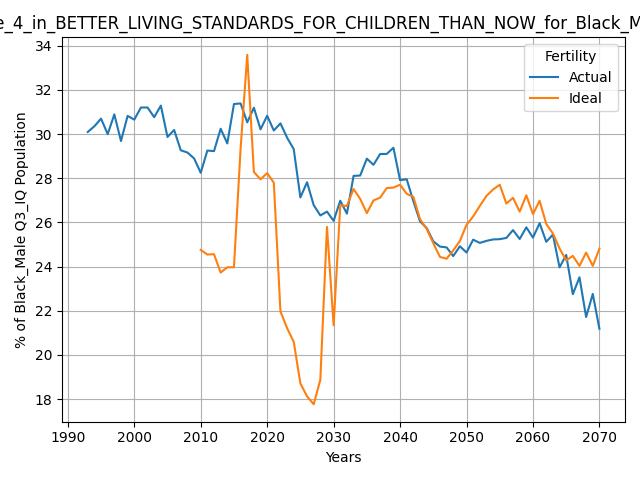 e_4_in_BETTER_LIVING_STANDARDS_FOR_CHILDREN_THAN_NOW_for_Black_M
Fertility
Actual
Ideal
% of Black_Male Q3_IQ Population
34
32
30
28
26
24
22
20
18
1990 2000 2010 2020 2030 2040 2050 2060 2070
Years